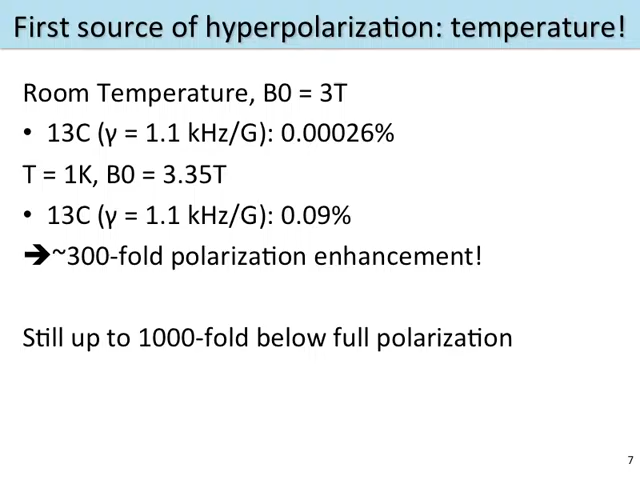 First source of hyperpolarization: temperature!
Room Temperature, B0 = 3T
• 13C (γ = 1.1 kHz/G): 0.00026%
T = 1K, B0 = 3.35T
• 13C (γ = 1.1 kHz/G): 0.09%
➔~300-fold polarization enhancement!
Still up to 1000-fold below full polarization
7